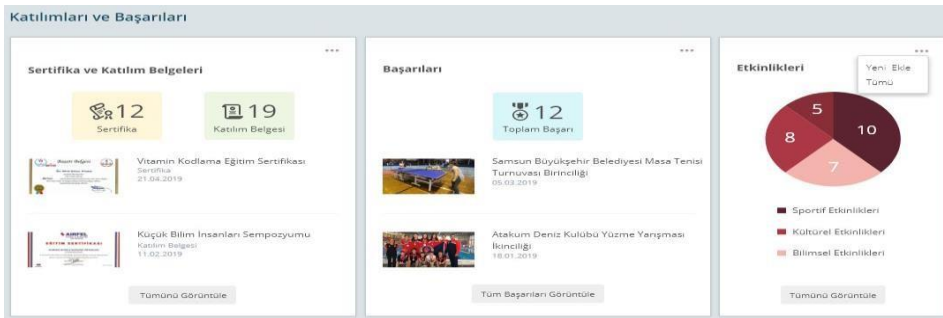 Katılımları ve Başarıları
Sertifika ve Katılım Belgeleri
12
Sertifika
19
Katılım Belgesi
Vitamin Kodlama Eğitim Sertifikası
Sertifika
21.04.2019
Küçük Bilim İnsanları Sempozyumu
Katılım Belgesi
11.02.2019
Tümünü Görüntüle
Başarıları
12
Toplam Başarı
Samsun Büyükşehir Belediyesi Masa Tenisi
Turnuvası Birinciliği
05.03.2019
Atakum Deniz Kulübü Yüzme Yarışması
İkinciliği
18.01.2019
Tüm Başarıları Görüntüle
Etkinlikleri
Yeni Ekle
Tümü
5
10
8
7
Sportif Etkinlikleri
Kültürel Etkinlikleri
Bilimsel Etkinlikleri
Tümünü Görüntüle